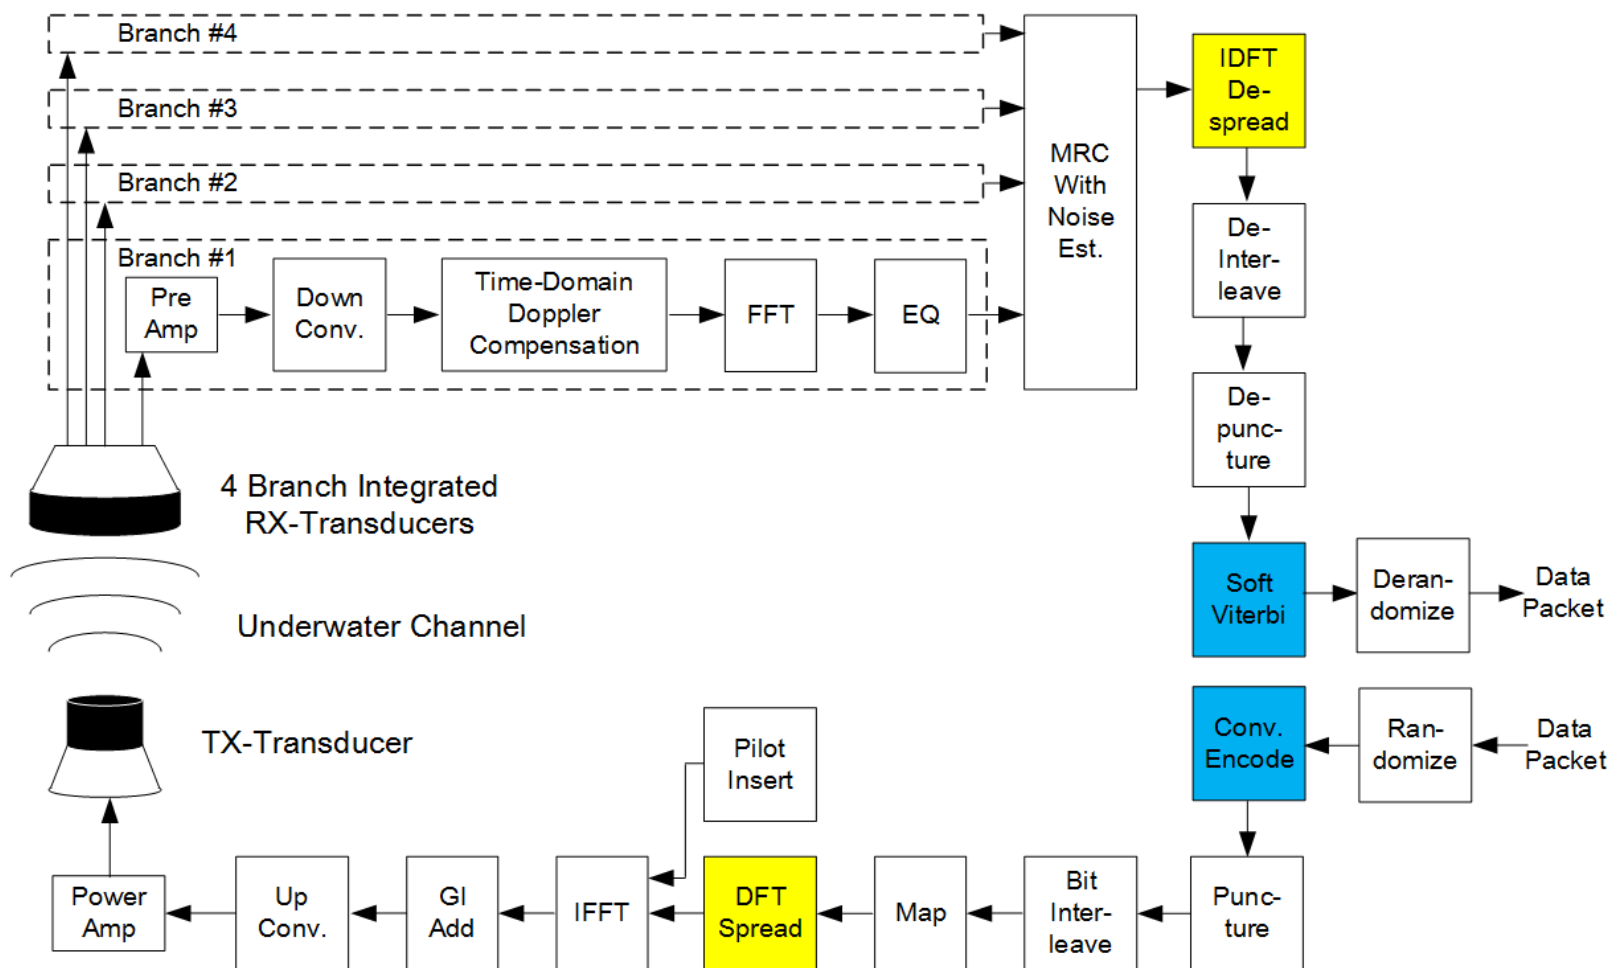 Branch #4
Branch #3
Branch #2
Branch #1
Pre
Amp
Down
Conv.
Time-Domain
Doppler
Compensation
FFT
EQ
MRC
With
Noise
Est.
IDFT
De-
spread
De-
Inter-
leave
De-
punc-
ture
Soft
Viterbi
Deran-
domize
Data
Packet
4 Branch Integrated
RX-Transducers
Underwater Channel
TX-Transducer
Data
Packet
Ran-
domize
Conv.
Encode
Punc-
ture
Bit
Inter-
leave
Map
DFT
Spread
Pilot
Insert
IFFT
GI
Add
Up
Conv.
Power
Amp